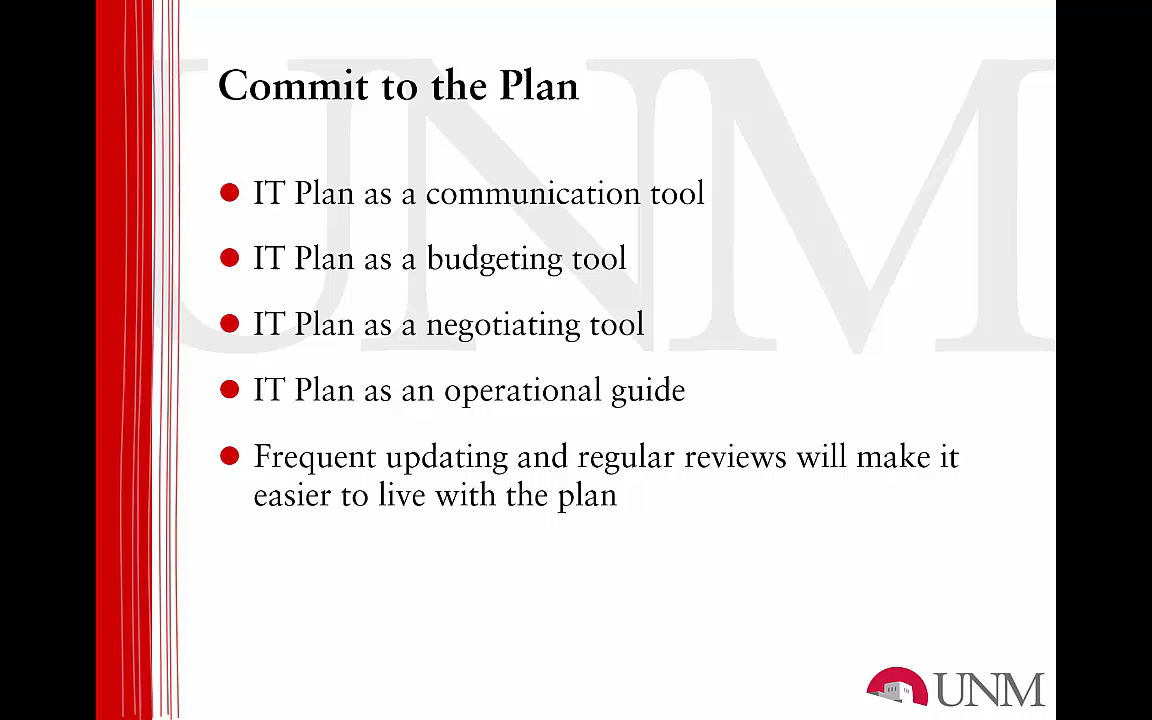 UNM
Commit to the Plan
IT Plan as a communication tool
IT Plan as a budgeting tool
IT Plan as a negotiating tool
IT Plan as an operational guide
Frequent updating and regular reviews will make it
easier to live with the plan
UNM